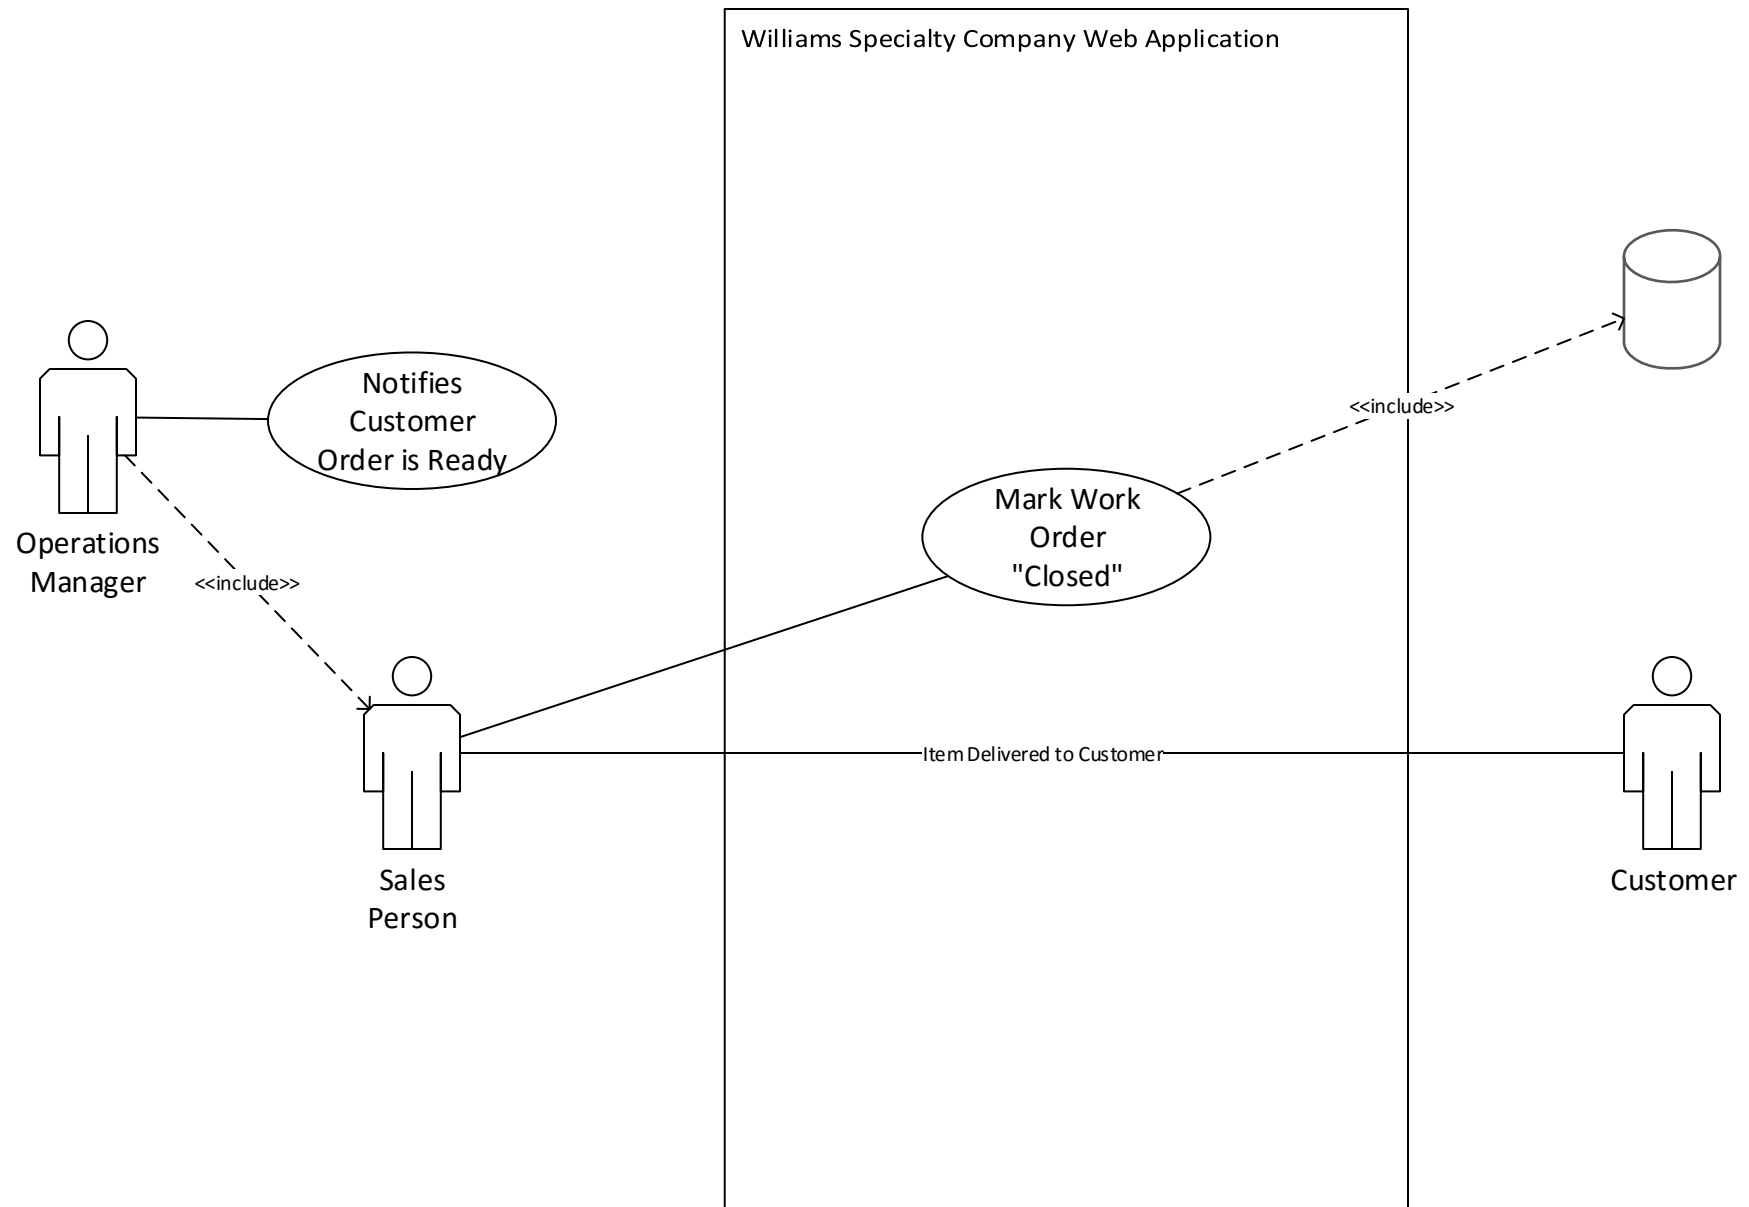 Williams Specialty Company Web Application
Notifies
Customer
Order is Ready
<<include>>
Mark Work
Order
"Closed"
Operations
Manager
<<include>>
Item Delivered to Customer
Sales
Person
Customer